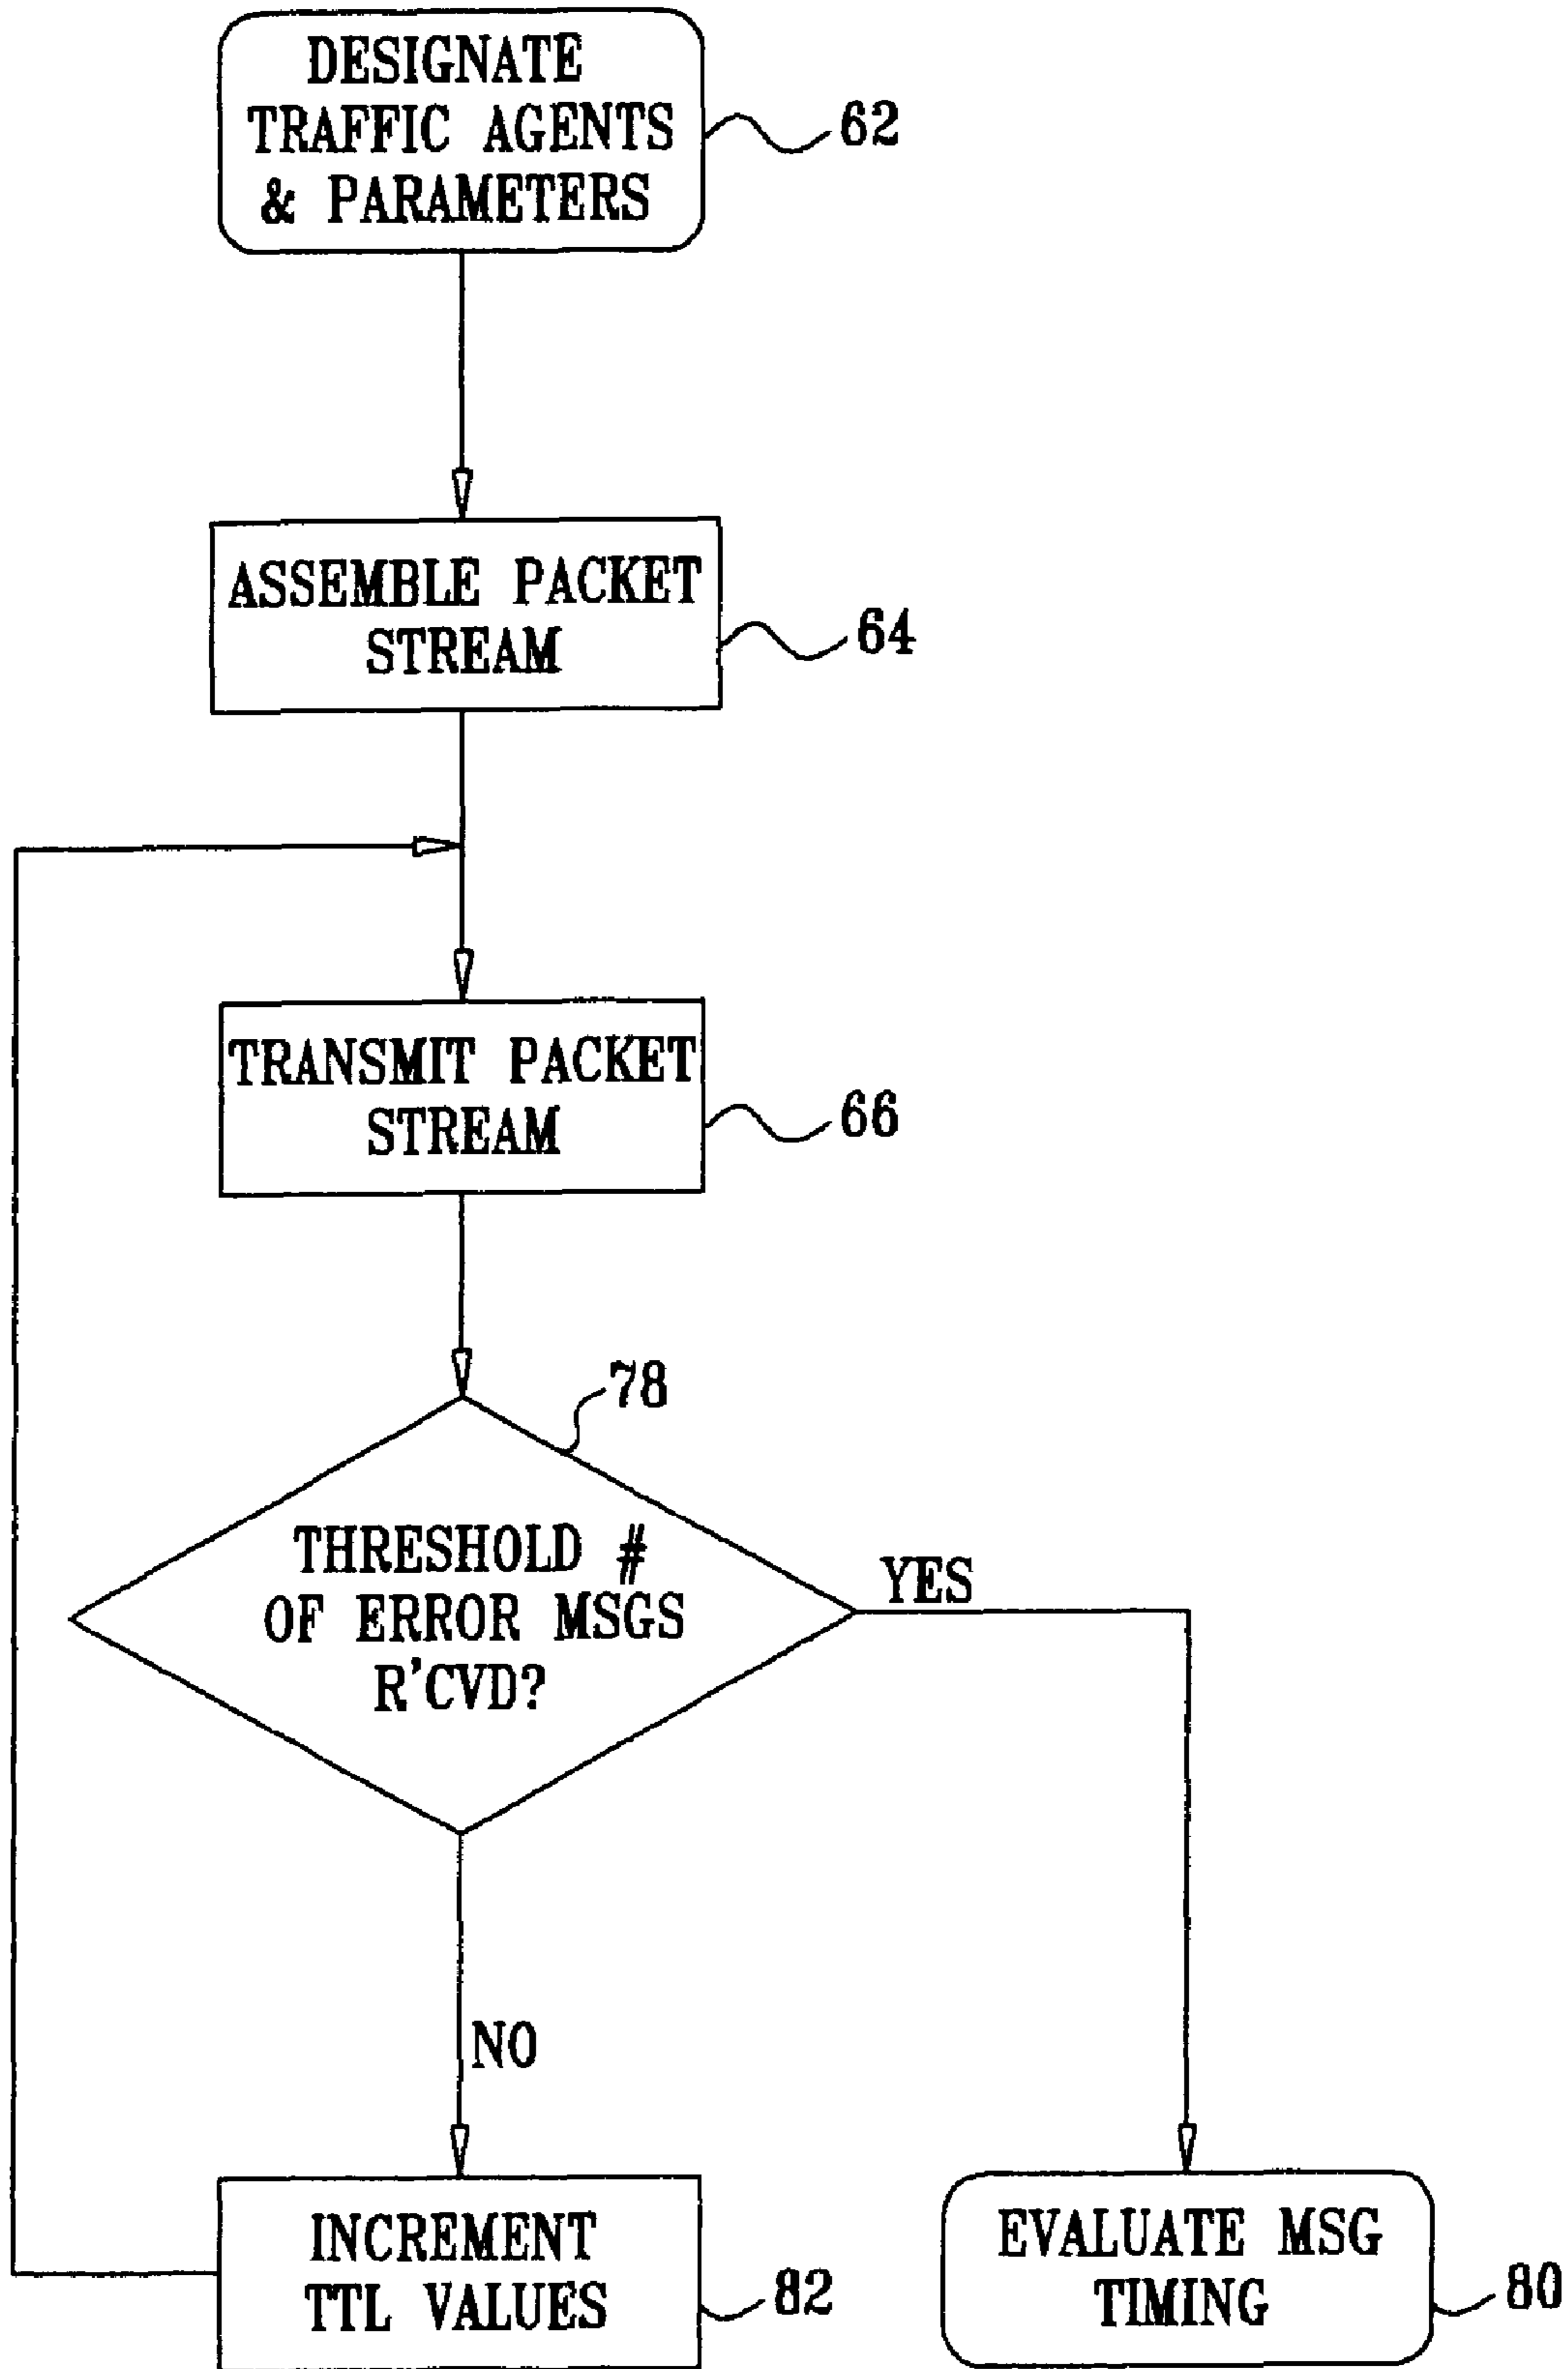 DESIGNATE
TRAFFIC AGENTS
& PARAMETERS
62
ASSEMBLE PACKET
STREAM
64
TRANSMIT PACKET
STREAM
66
78
THRESHOLD #
OF ERROR MSGS
R'CVD?
YES
NO
INCREMENT
TTL VALUES
82
EVALUATE MSG
TIMING
80